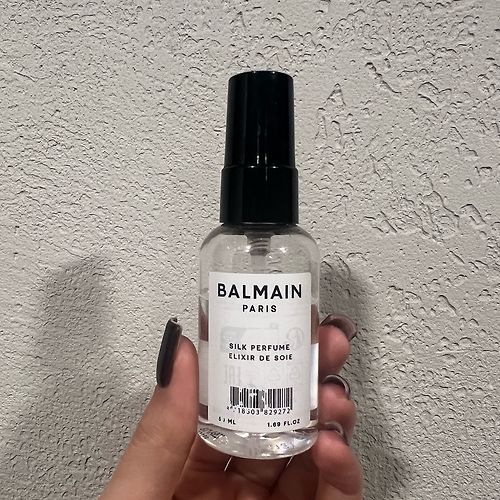 BALMAIN
PARIS
SILK PERFUME
ELIXIR DE SOIE
1.69 FL.OZ